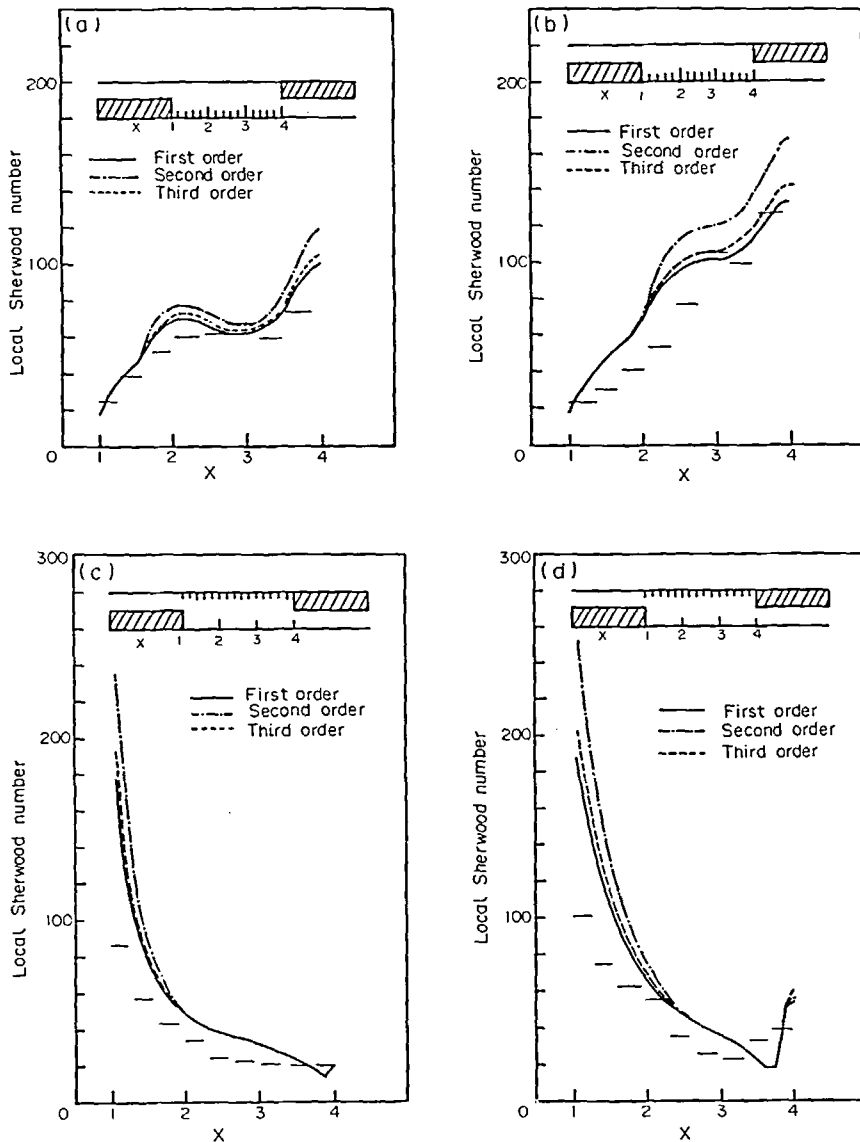 (a)
200
100
0
Local Sherwood number
X 1 2 3 4
First order
Second order
Third order
1 2 3 4
X
(b)
200
100
0
Local Sherwood number
X 1 2 3 4
First order
Second order
Third order
1 2 3 4
X
(c)
300
200
100
0
Local Sherwood number
X 1 2 3 4
First order
Second order
Third order
1 2 3 4
X
(d)
300
200
100
0
Local Sherwood number
X 1 2 3 4
First order
Second order
Third order
1 2 3 4
X